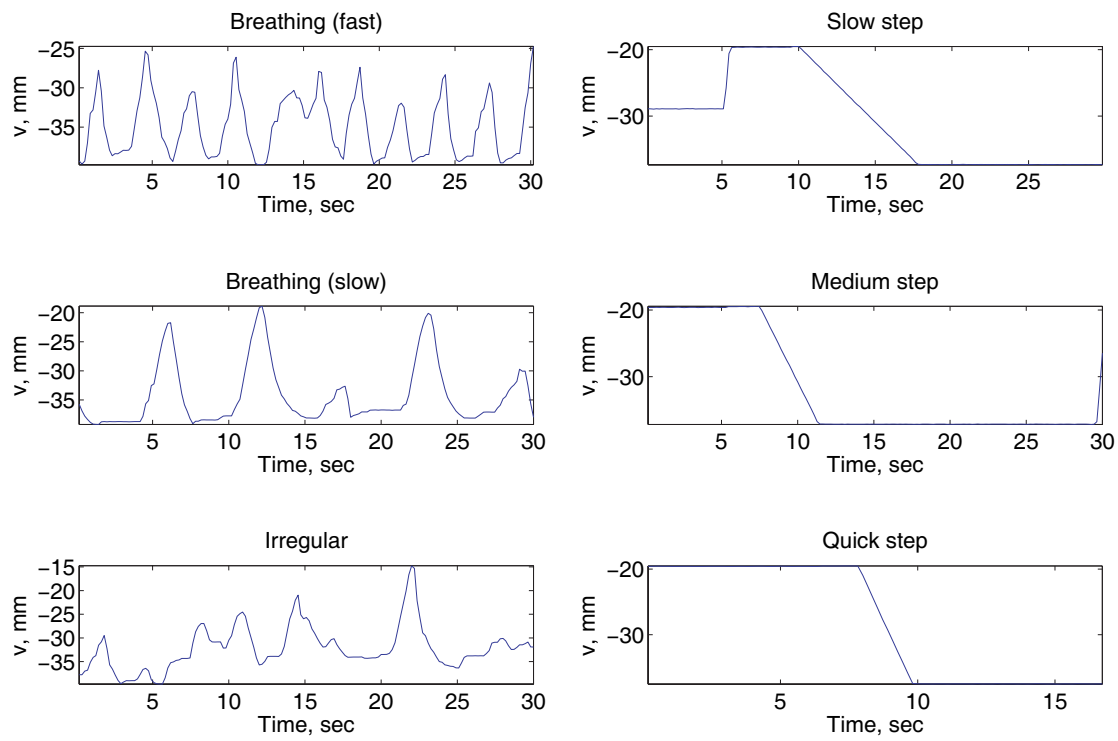 Breathing (fast)
−25
−30
−35
v, mm
5 10 15 20 25 30
Time, sec
Slow step
−20
−30
v, mm
5 10 15 20 25
Time, sec
Breathing (slow)
−20
−25
−30
−35
v, mm
5 10 15 20 25 30
Time, sec
Medium step
−20
−30
v, mm
5 10 15 20 25 30
Time, sec
Irregular
−15
−20
−25
−30
−35
v, mm
5 10 15 20 25 30
Time, sec
Quick step
−20
−30
v, mm
5 10 15
Time, sec